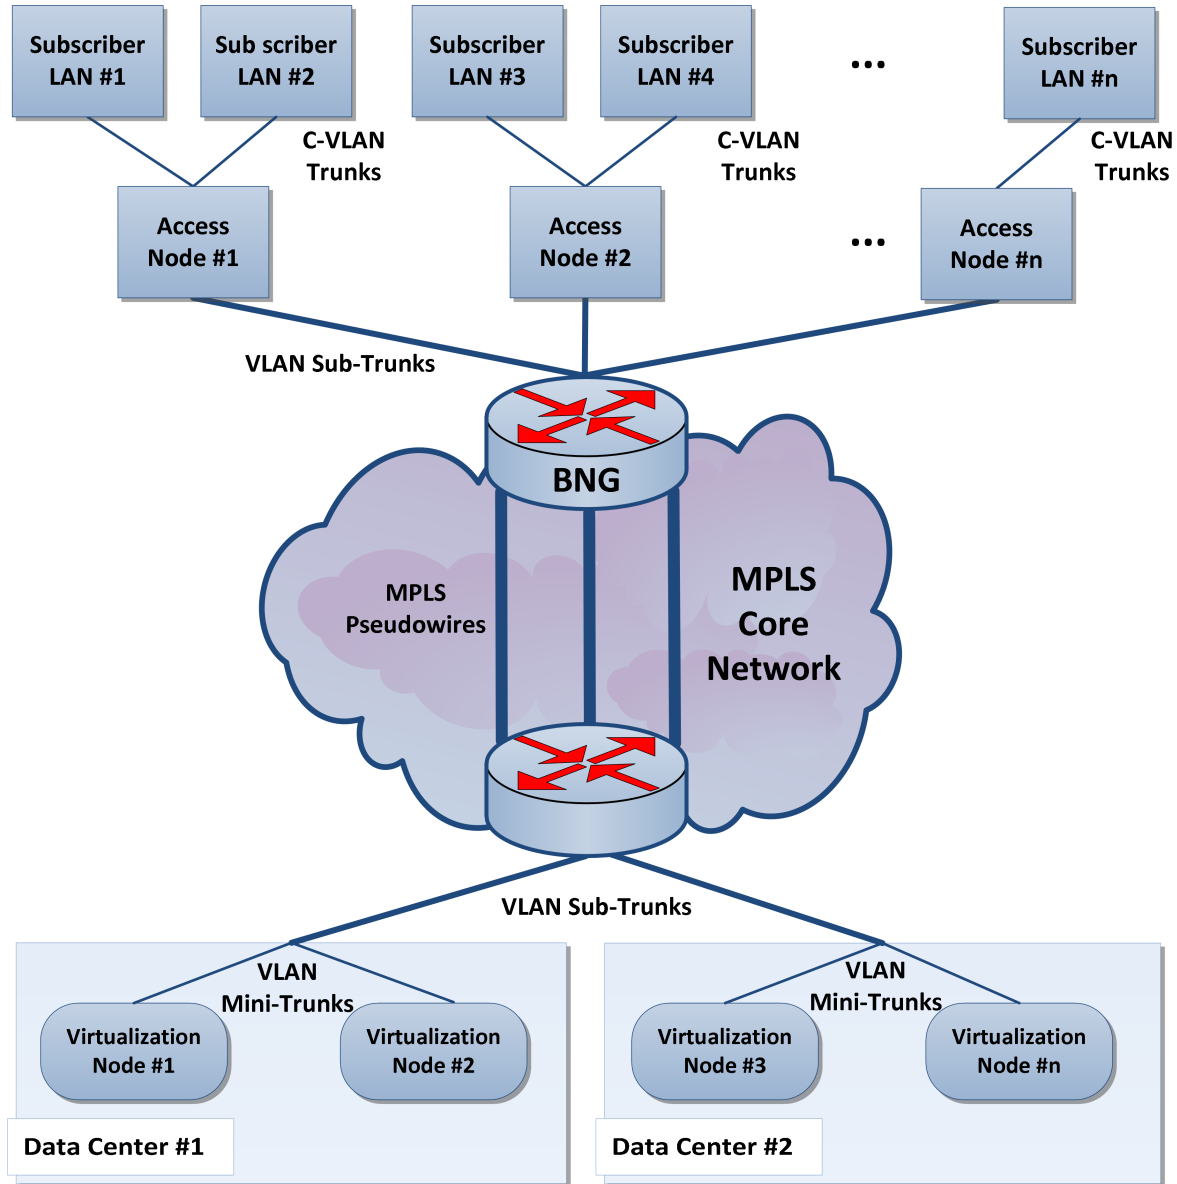 Subscriber
LAN #1
Sub scriber
LAN #2
Subscriber
LAN #3
Subscriber
LAN #4
...
Subscriber
LAN #n
C-VLAN
Trunks
C-VLAN
Trunks
C-VLAN
Trunks
Access
Node #1
Access
Node #2
...
Access
Node #n
VLAN Sub-Trunks
BNG
MPLS
Pseudowires
MPLS
Core
Network
VLAN Sub-Trunks
VLAN
Mini-Trunks
VLAN
Mini-Trunks
Virtualization
Node #1
Virtualization
Node #2
Virtualization
Node #3
Virtualization
Node #n
Data Center #1
Data Center #2